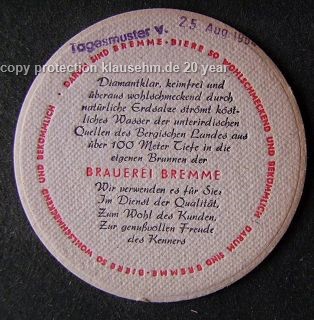 Tagesmuster v. 25 Aug 195
copy protection klausehm.de 20 year
DARUM SIND BREMME-BIERE SO WOHLSCHMECKEND UND BEKÖMMLICH · DARUM SIND BREMME-BIERE SO WOHLSCHMECKEND UND BEKÖMMLICH ·
Diamantklar, keimfrei und
überaus wohlschmeckend durch
natürliche Erdsalze strömt köst-
liches Wasser der unterirdischen
Quellen des Bergischen Landes aus
über 100 Meter Tiefe in die
eigenen Brunnen der
BRAUEREI BREMME
Wir verwenden es für Sie:
Im Dienst der Qualität,
Zum Wohl des Kunden,
Zur genußvollen Freude
des Kenners